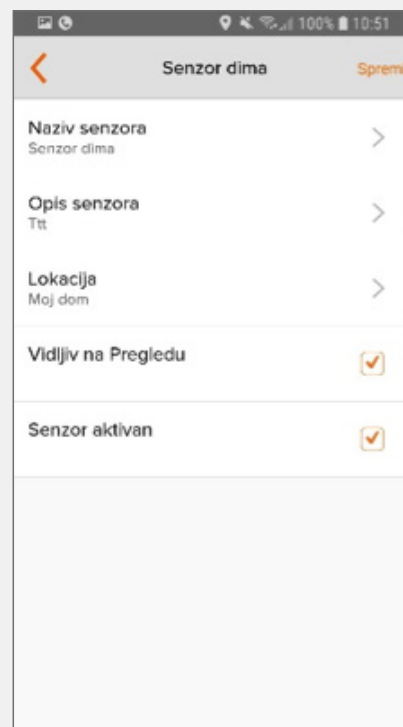 100% 10:51
Senzor dima
Naziv senzora
Senzor dima
Opis senzora
Ttt
Lokacija
Moj dom
Vidljiv na Pregledu
Senzor aktivan